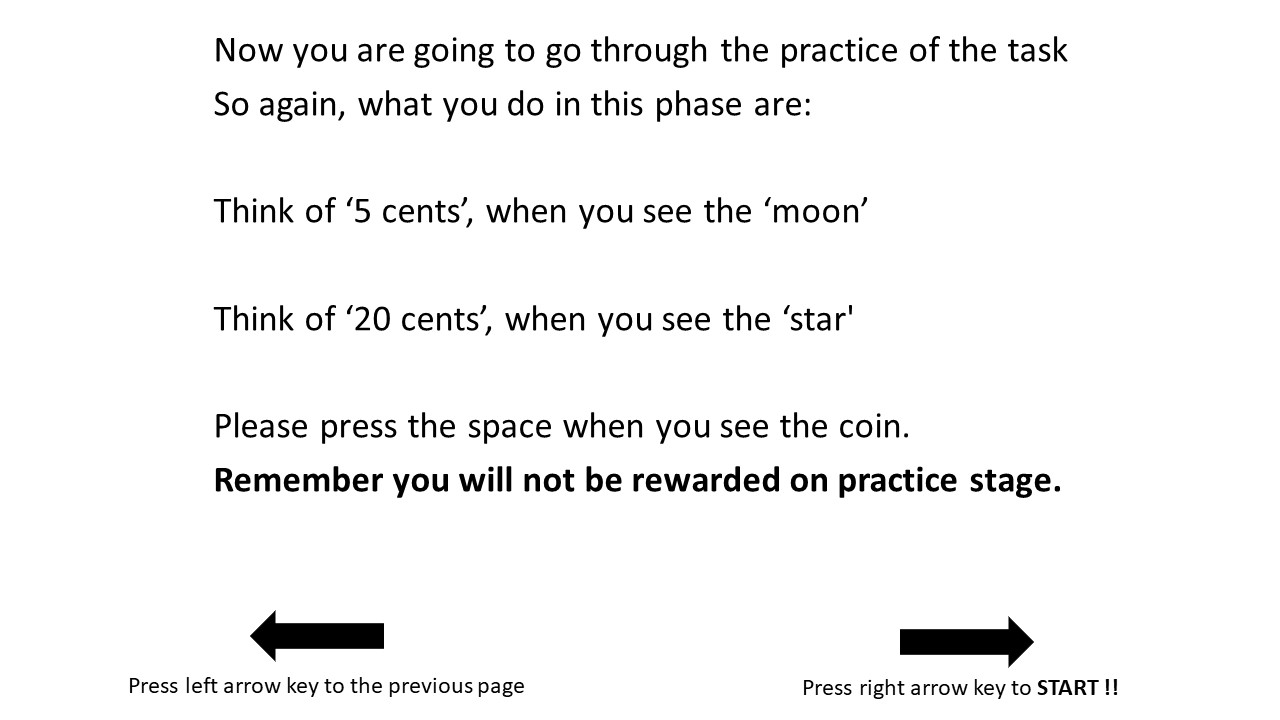 Now you are going to go through the practice of the task
So again, what you do in this phase are:
Think of ‘5 cents’, when you see the ‘moon’
Think of ‘20 cents’, when you see the ‘star'
Please press the space when you see the coin.
Remember you will not be rewarded on practice stage.
Press left arrow key to the previous page
Press right arrow key to START !!